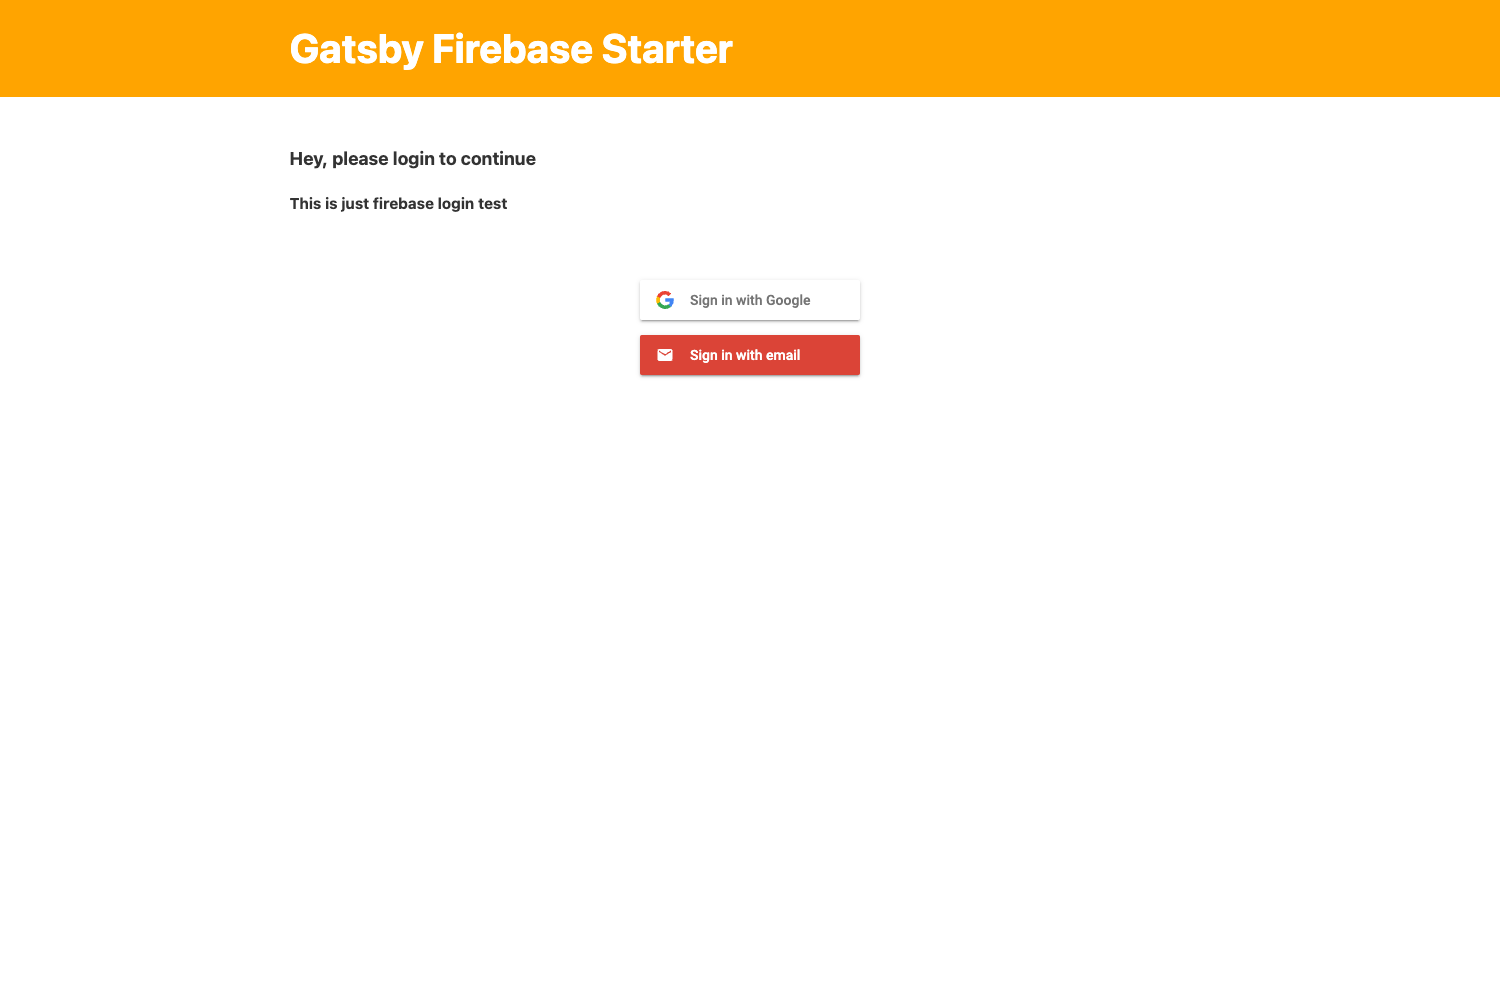 Gatsby Firebase Starter
Hey, please login to continue
This is just firebase login test
Sign in with Google
Sign in with email